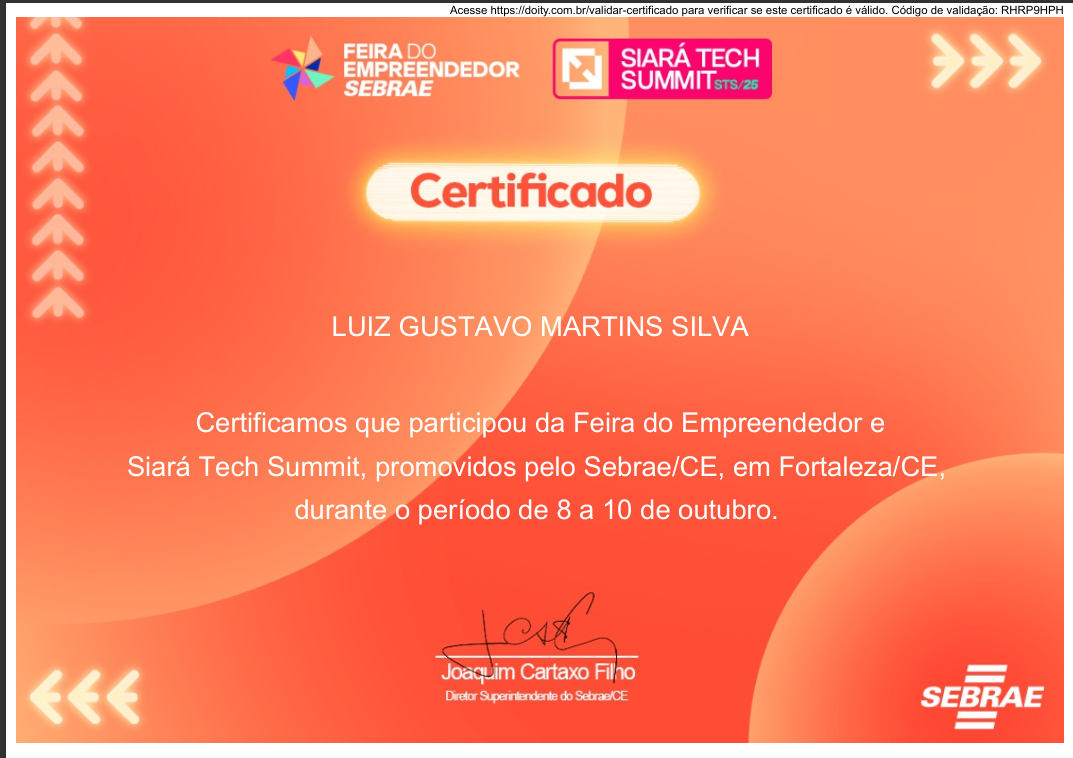 Acesse https://doity.com.br/validar-certificado para verificar se este certificado é válido. Código de validação: RHRP9HPH
FEIRA DO
EMPREENDEDOR
SEBRAE
SIARÁ TECH
SUMMIT STS/25
Certificado
LUIZ GUSTAVO MARTINS SILVA
Certificamos que participou da Feira do Empreendedor e
Siará Tech Summit, promovidos pelo Sebrae/CE, em Fortaleza/CE,
durante o período de 8 a 10 de outubro.
Joaquim Cartaxo Filho
Diretor Superintendente do Sebrae/CE
SEBRAE